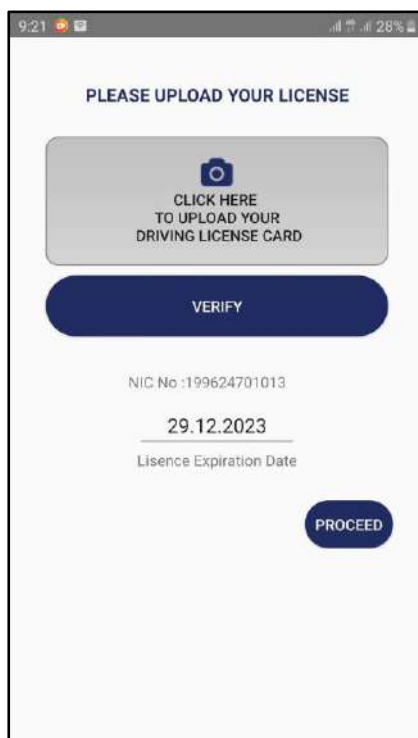 9:21 28%
PLEASE UPLOAD YOUR LICENSE
CLICK HERE
TO UPLOAD YOUR
DRIVING LICENSE CARD
VERIFY
NIC No :199624701013
29.12.2023
Lisence Expiration Date
PROCEED